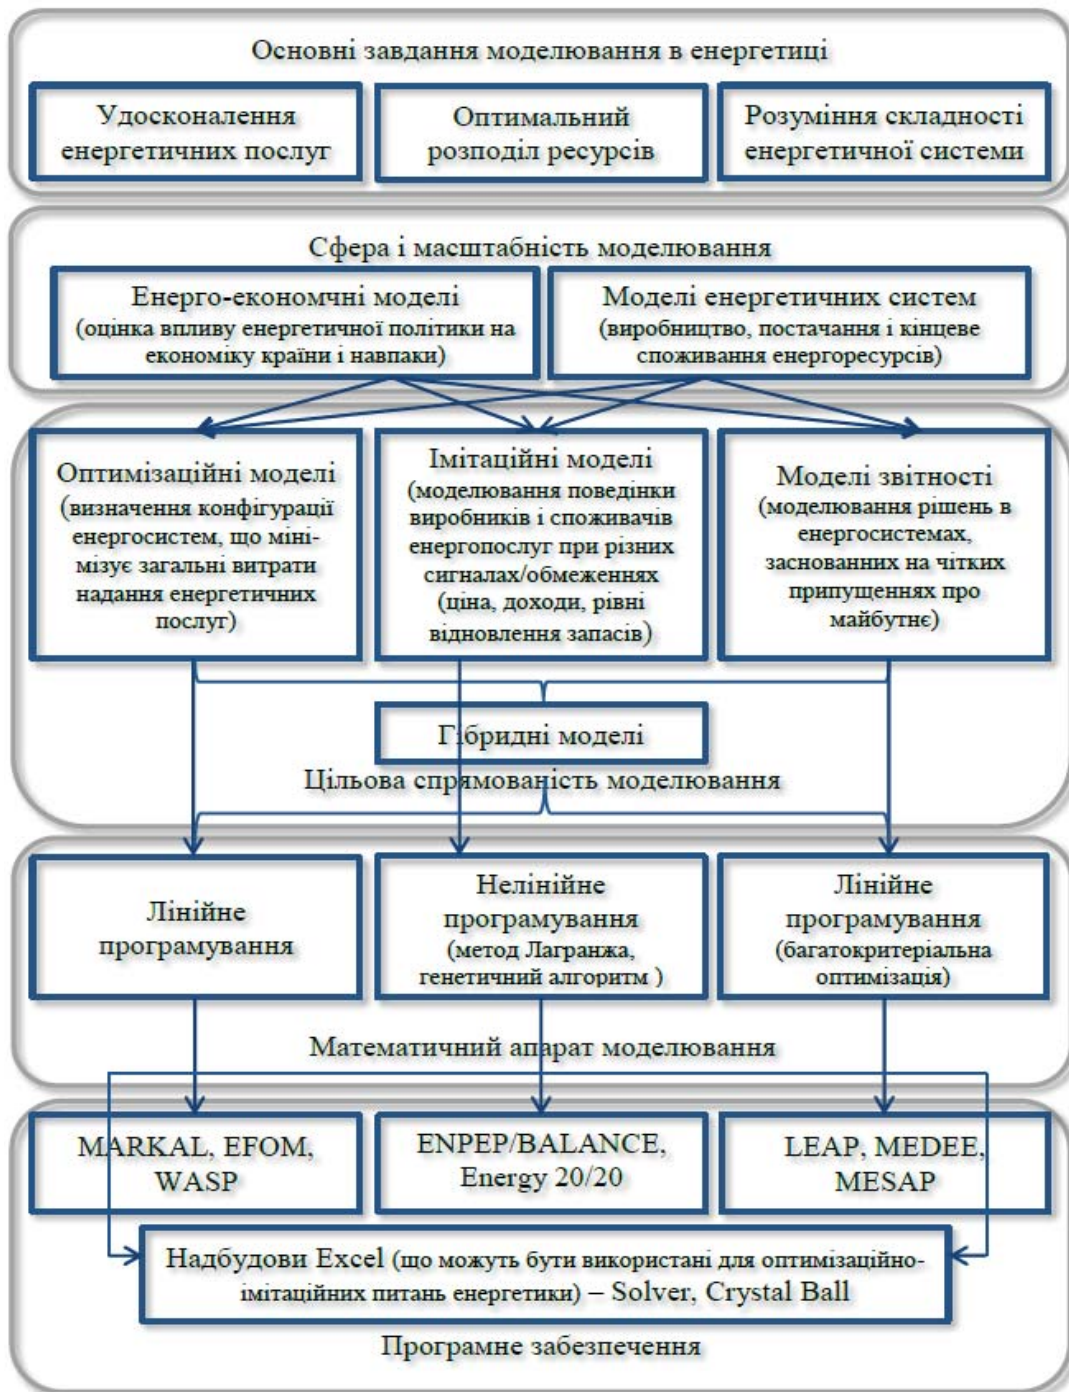 Основні завдання моделювання в енергетиці
Удосконалення
енергетичних послуг
Оптимальний
розподіл ресурсів
Розуміння складності
енергетичної системи
Сфера і масштабність моделювання
Енерго-економчні моделі
(оцінка впливу енергетичної політики на
економіку країни і навпаки)
Моделі енергетичних систем
(виробництво, постачання і кінцеве
споживання енергоресурсів)
Оптимізаційні моделі
(визначення конфігурації
енергосистем, що міні-
мізує загальні витрати
надання енергетичних
послуг)
Імітаційні моделі
(моделювання поведінки
виробників і споживачів
енергопослуг при різних
сигналах/обмеженнях
(ціна, доходи, рівні
відновлення запасів)
Моделі звітності
(моделювання рішень в
енергосистемах,
заснованних на чітких
припущеннях про
майбутнє)
Гібридні моделі
Цільова спрямованість моделювання
Лінійне
програмування
Нелінійне
програмування
(метод Лагранжа,
генетичний алгоритм )
Лінійне
програмування
(багатокритеріальна
оптимізація)
Математичний апарат моделювання
MARKAL, EFOM,
WASP
ENPEP/BALANCE,
Energy 20/20
LEAP, MEDEE,
MESAP
Надбудови Excel (що можуть бути використані для оптимізаційно-
імітаційних питань енергетики) – Solver, Crystal Ball
Програмне забезпечення